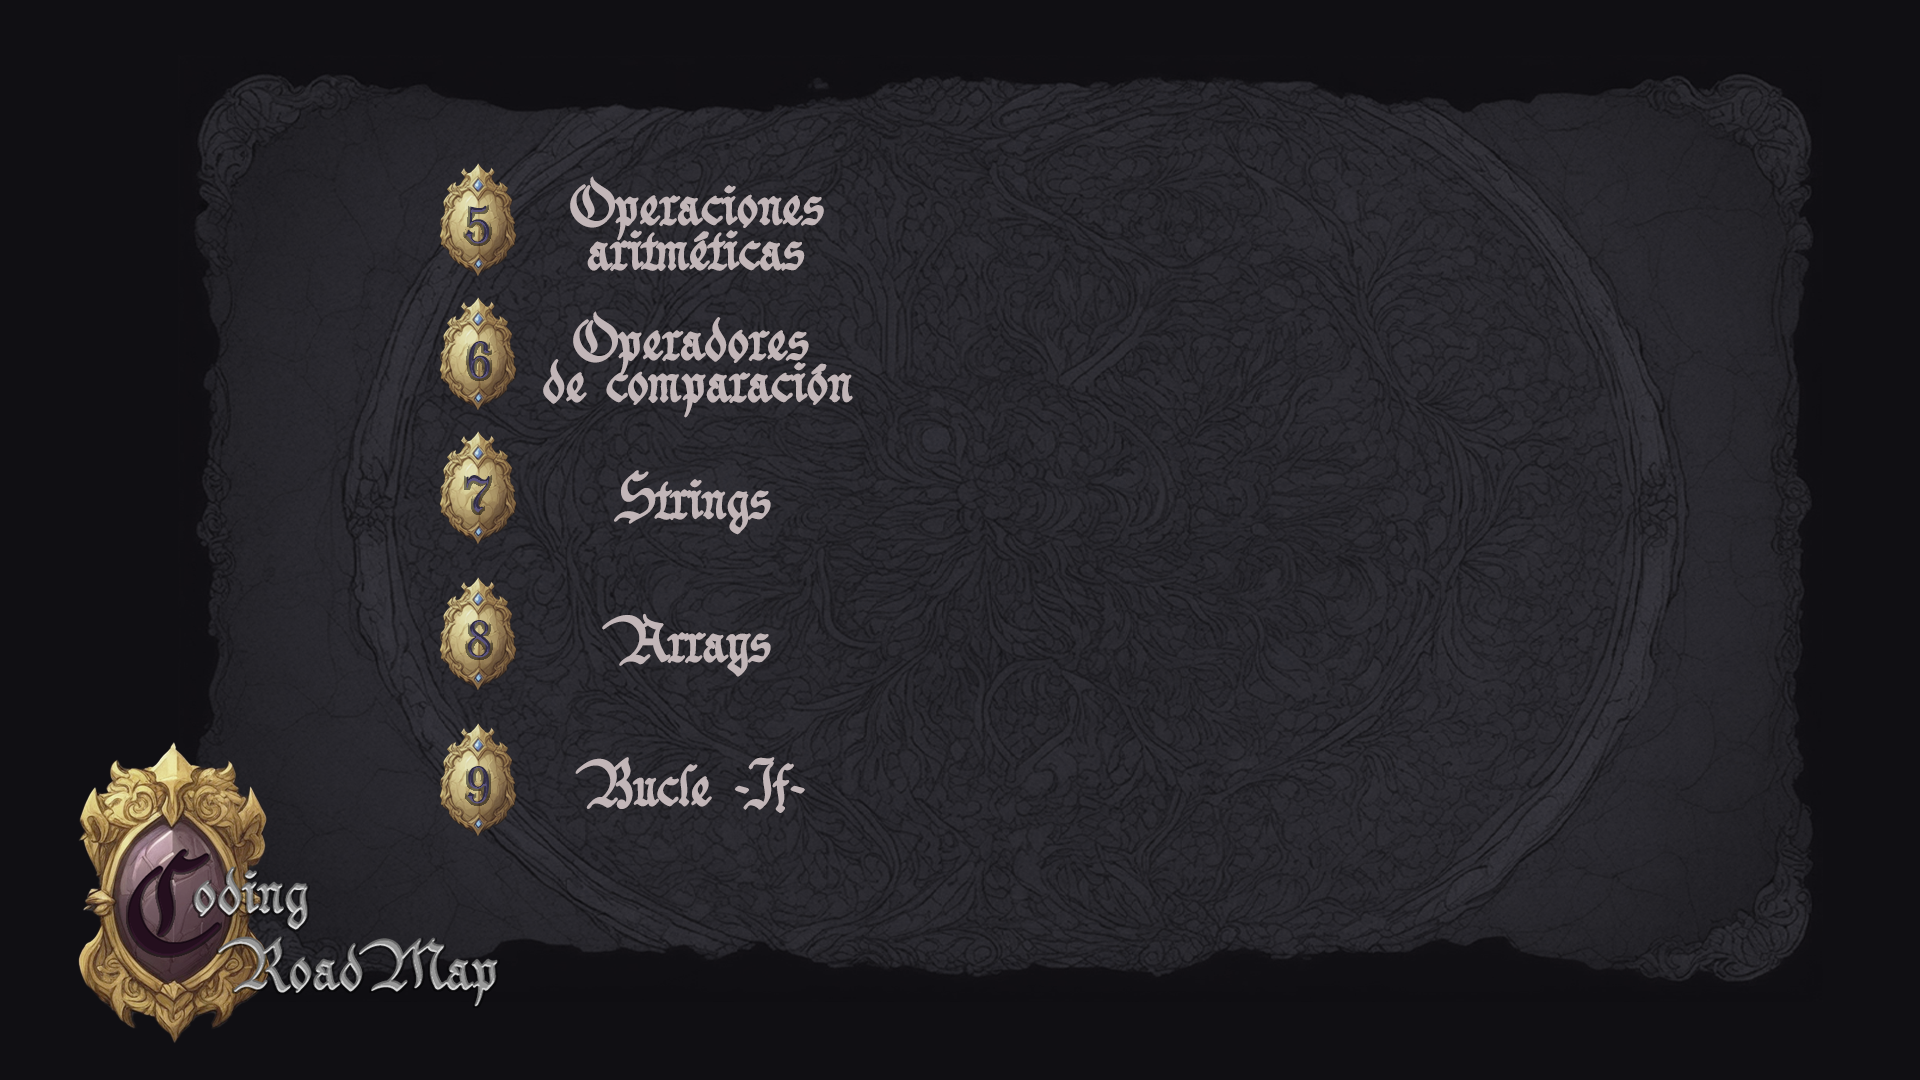 5
Operaciones
aritméticas
6
Operadores
de comparación
7
Strings
8
Arrays
9
Bucle -If-
Coding
RoadMap